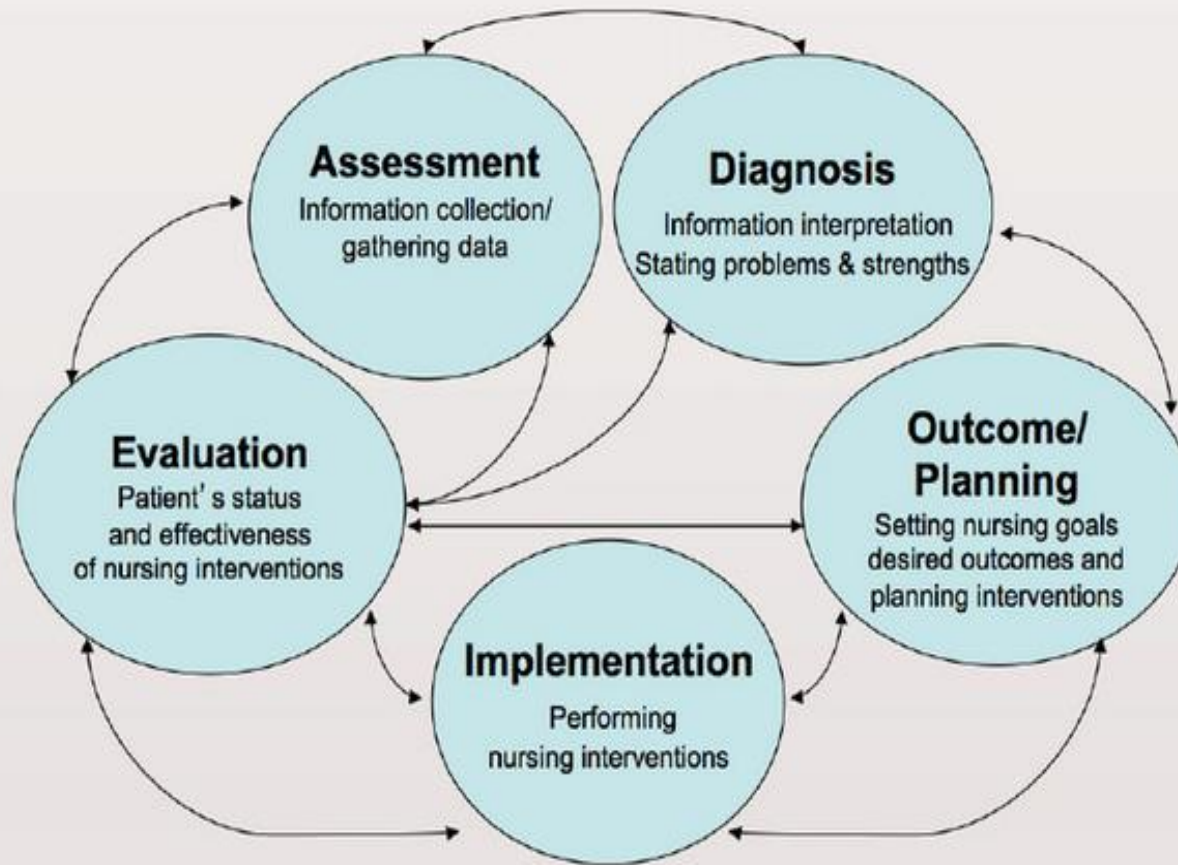 Assessment
Information collection/
gathering data
Diagnosis
Information interpretation
Stating problems & strengths
Outcome/
Planning
Setting nursing goals
desired outcomes and
planning interventions
Implementation
Performing
nursing interventions
Evaluation
Patient's status
and effectiveness
of nursing interventions